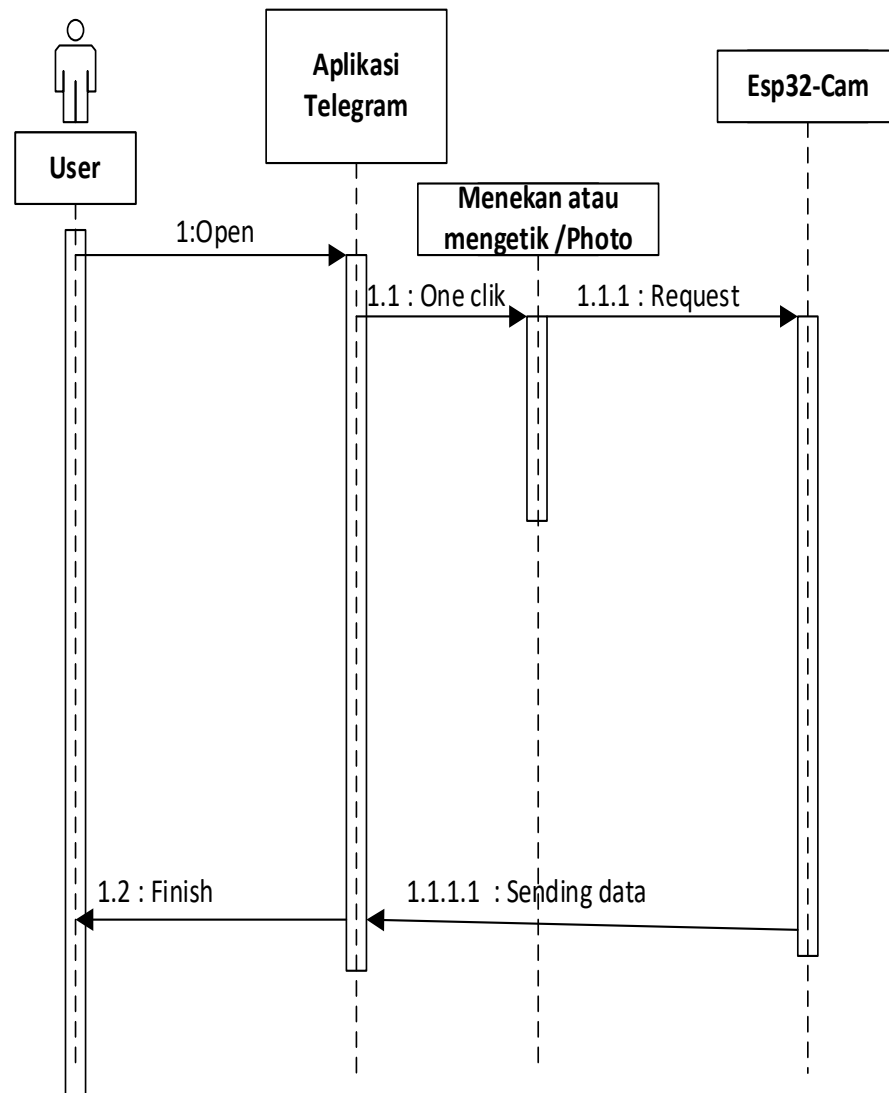 Aplikasi
Telegram
Esp32-Cam
User
Menekan atau
mengetik /Photo
1:Open
1.1 : One clik
1.1.1 : Request
1.2 : Finish
1.1.1.1 : Sending data